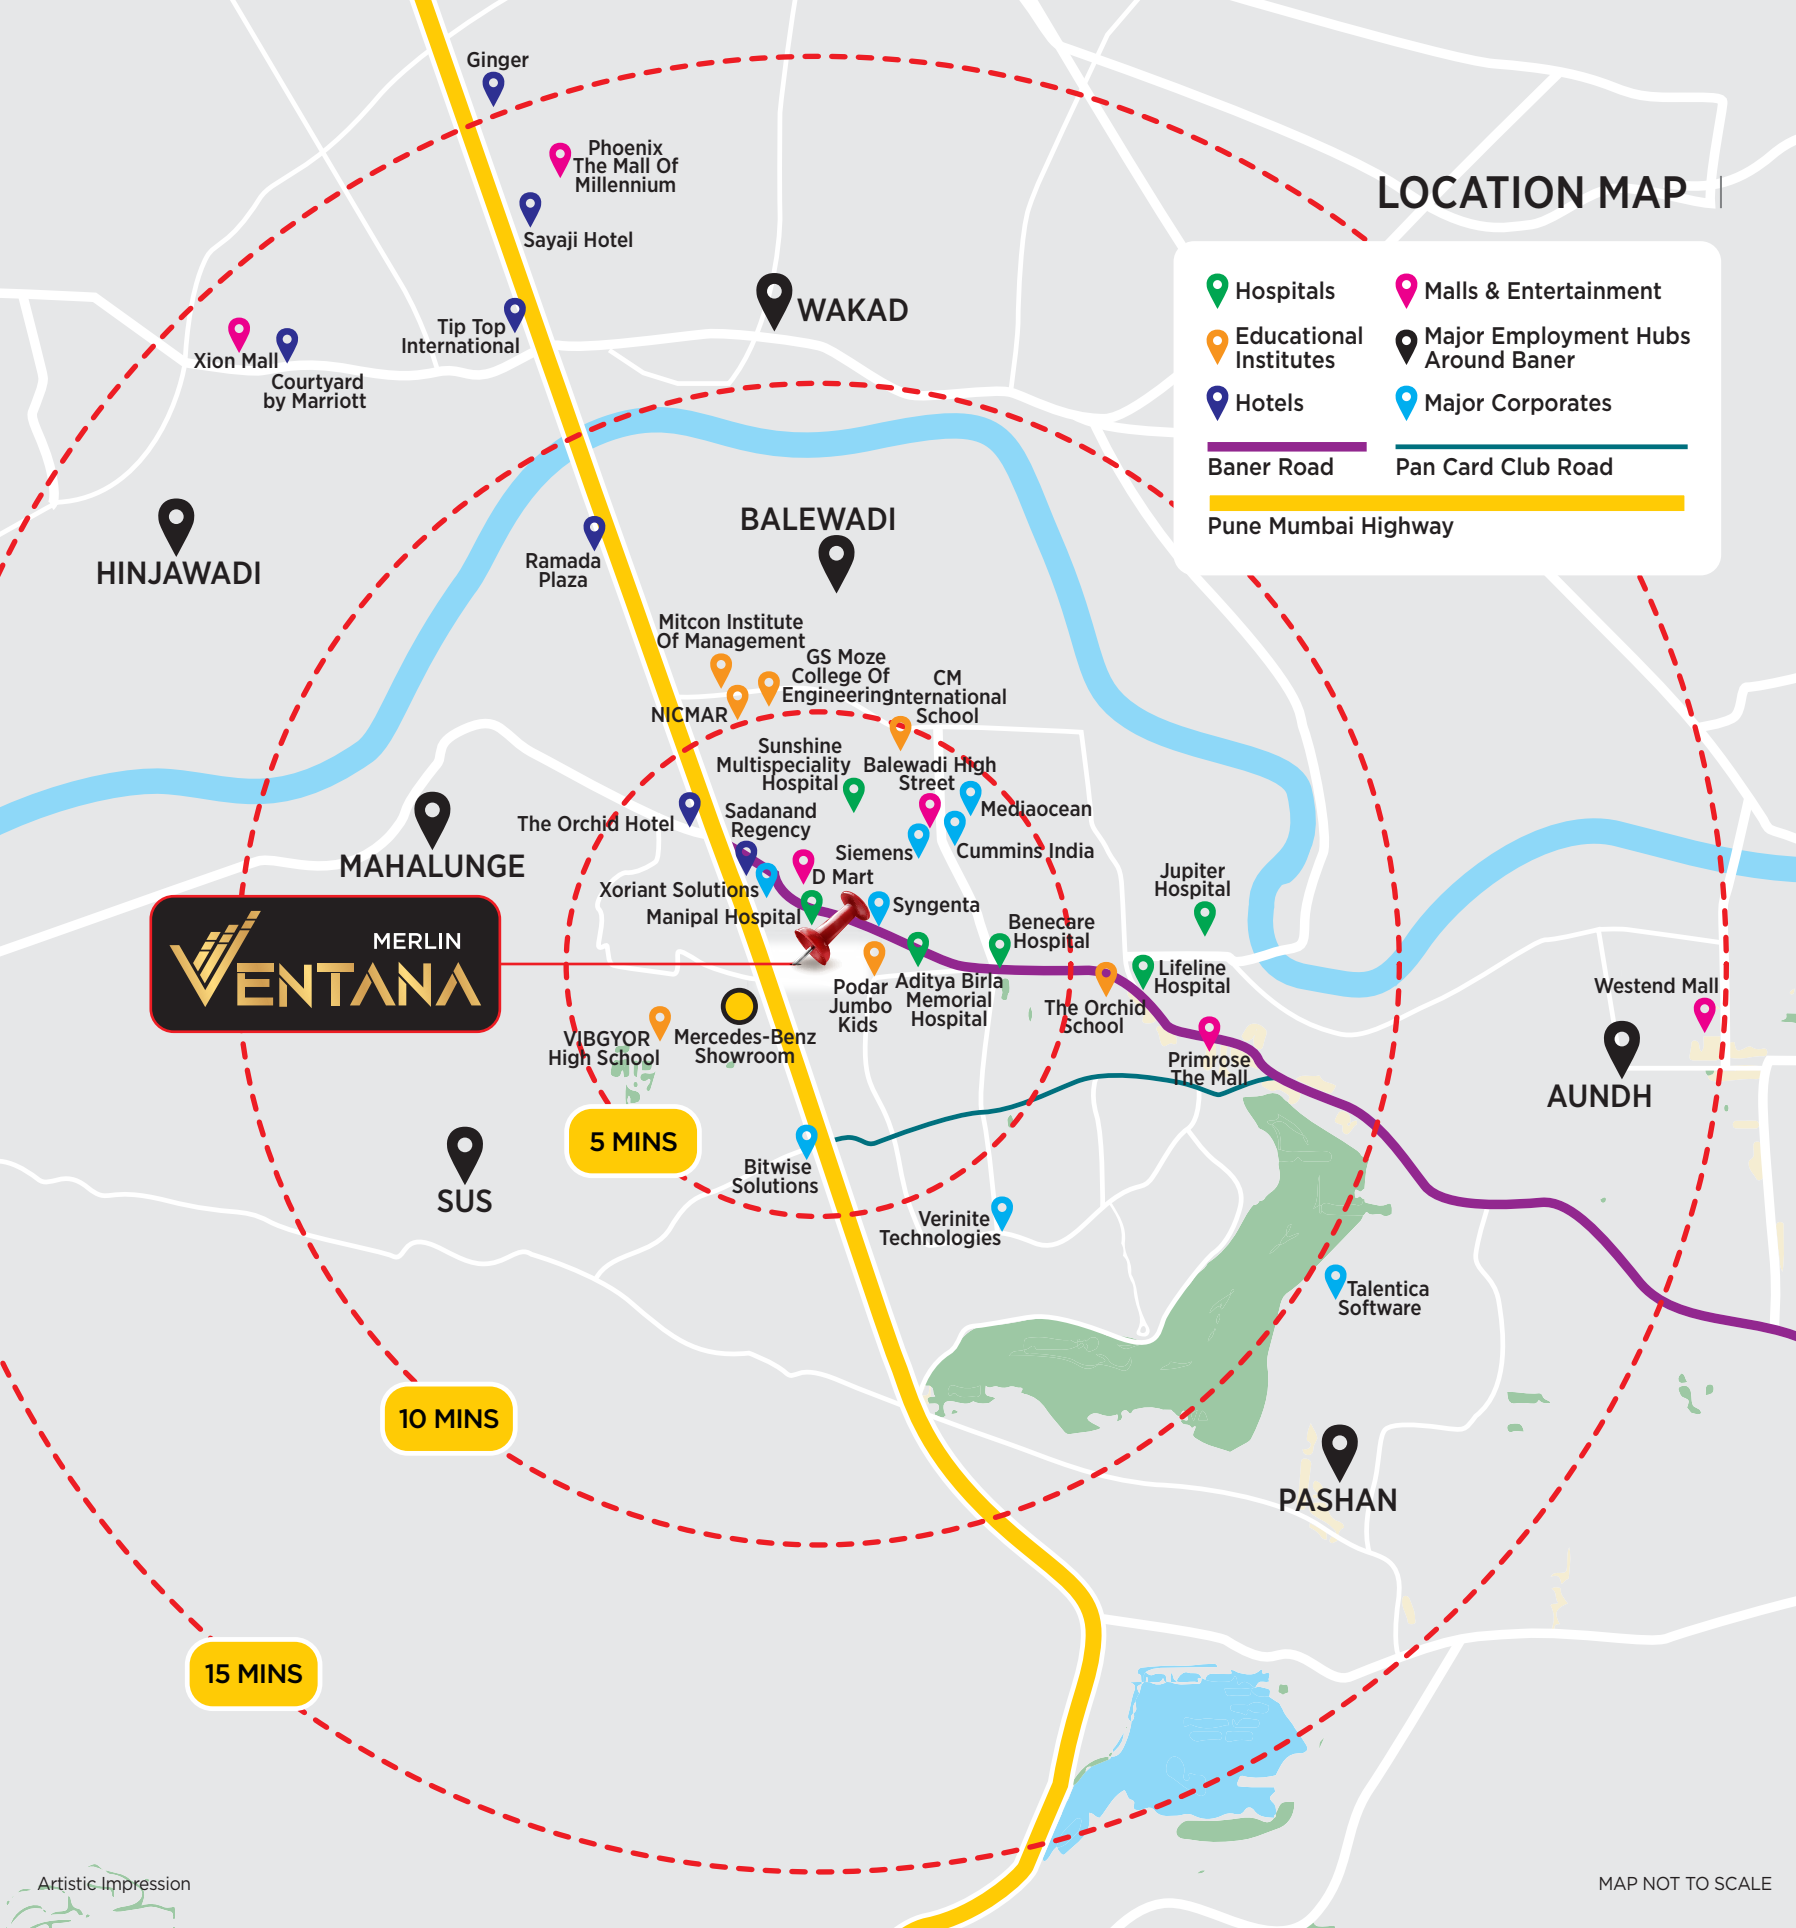 Ginger
Phoenix
The Mall Of
Millennium
Sayaji Hotel
LOCATION MAP
Hospitals
Malls & Entertainment
Educational
Institutes
Major Employment Hubs
Around Baner
Hotels
Major Corporates
Baner Road
Pan Card Club Road
Pune Mumbai Highway
WAKAD
Tip Top
International
Xion Mall
Courtyard
by Marriott
HINJAWADI
BALEWADI
Ramada
Plaza
Mitcon Institute
Of Management
GS Moze
College Of
Engineering
CM
International
School
NICMAR
Sunshine
Multispeciality
Hospital
Balewadi High
Street
Mediaocean
The Orchid Hotel
Sadanand
Regency
Siemens
Cummins India
MAHALUNGE
D Mart
Xoriant Solutions
Manipal Hospital
Syngenta
Jupiter
Hospital
Benecare
Hospital
MERLIN
VENTANA
Lifeline
Hospital
Podar
Jumbo
Kids
Aditya Birla
Memorial
Hospital
The Orchid
School
Westend Mall
VIBGYOR
High School
Mercedes-Benz
Showroom
Primrose
The Mall
AUNDH
5 MINS
SUS
Bitwise
Solutions
Verinite
Technologies
Talentica
Software
10 MINS
PASHAN
15 MINS
Artistic Impression
MAP NOT TO SCALE